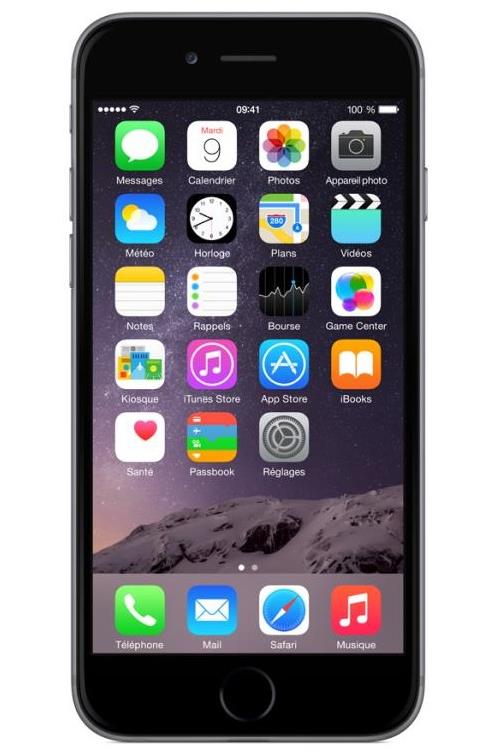 09:41 100 %
Mardi
9
Messages Calendrier Photos Appareil photo
280
Météo Horloge Plans Vidéos
Notes Rappels Bourse Game Center
Kiosque iTunes Store App Store iBooks
Santé Passbook Réglages
Téléphone Mail Safari Musique